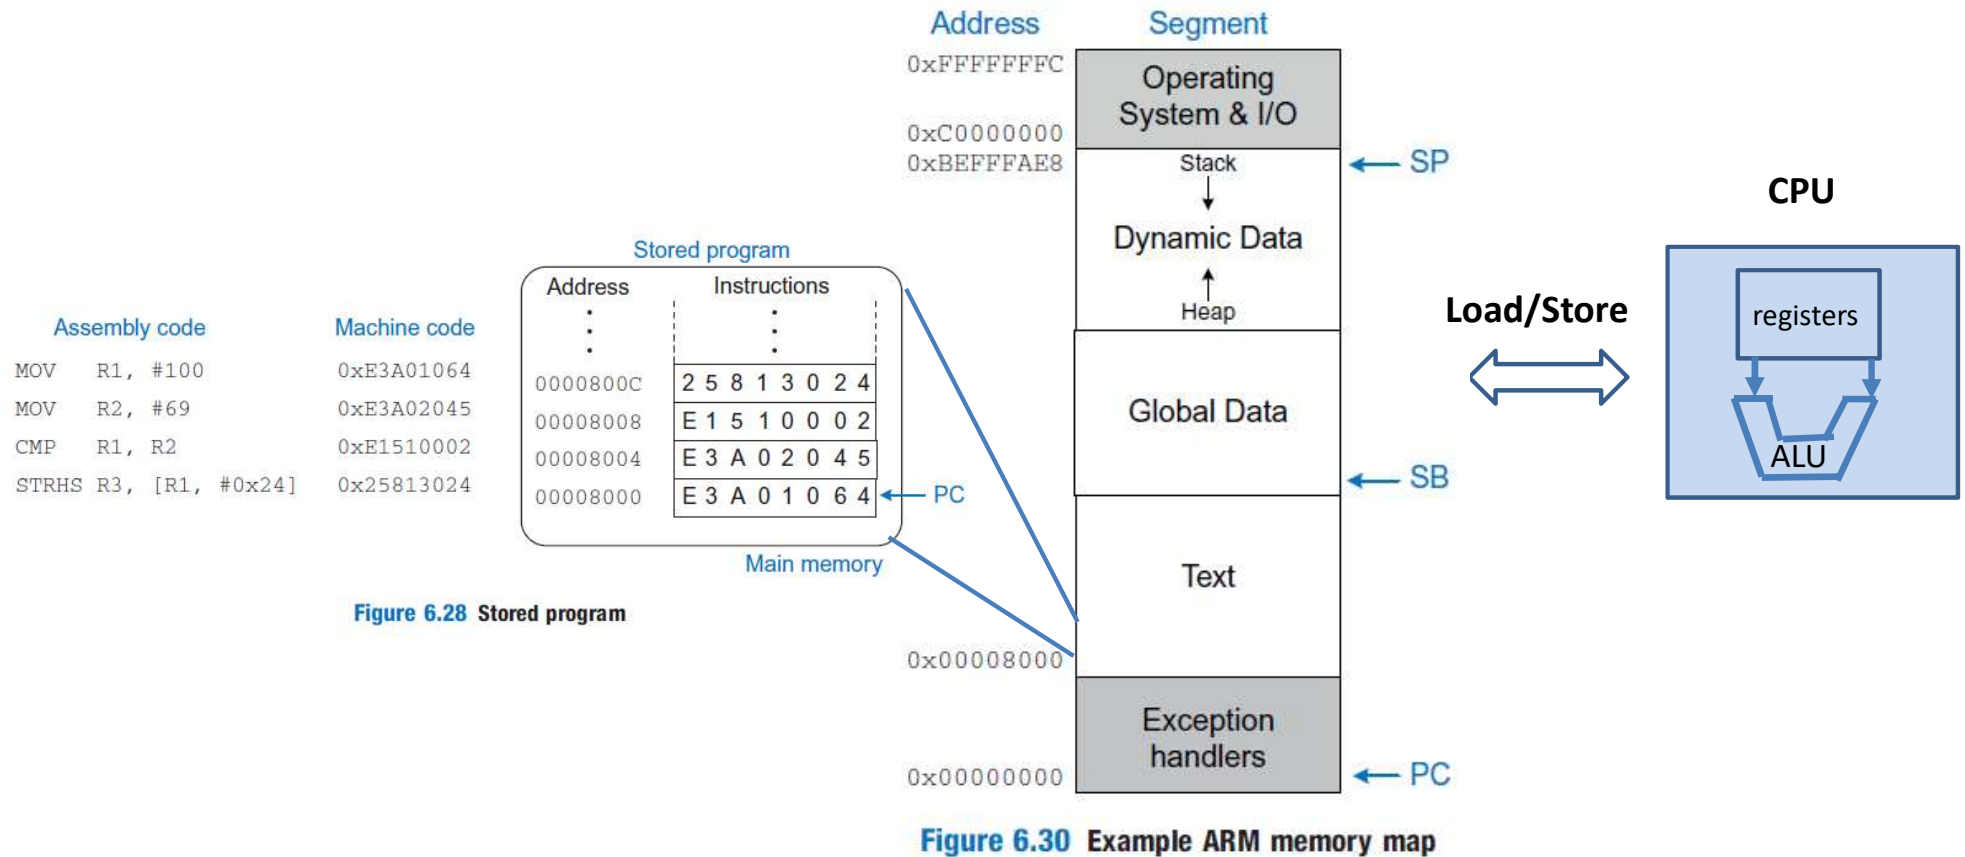 Assembly code Machine code
MOV R1, #100 0xE3A01064
MOV R2, #69 0xE3A02045
CMP R1, R2 0xE1510002
STRHS R3, [R1, #0x24] 0x25813024
Stored program
Address Instructions
0000800C 2 5 8 1 3 0 2 4
00008008 E 1 5 1 0 0 0 2
00008004 E 3 A 0 2 0 4 5
00008000 E 3 A 0 1 0 6 4 PC
Main memory
Figure 6.28 Stored program
Address Segment
0xFFFFFFFC
Operating
System & I/O
0xC0000000
0xBEFFFAE8 Stack SP
Dynamic Data
Heap
Global Data
SB
Text
0x00008000
Exception
handlers
0x00000000 PC
Figure 6.30 Example ARM memory map
Load/Store
CPU
registers
ALU